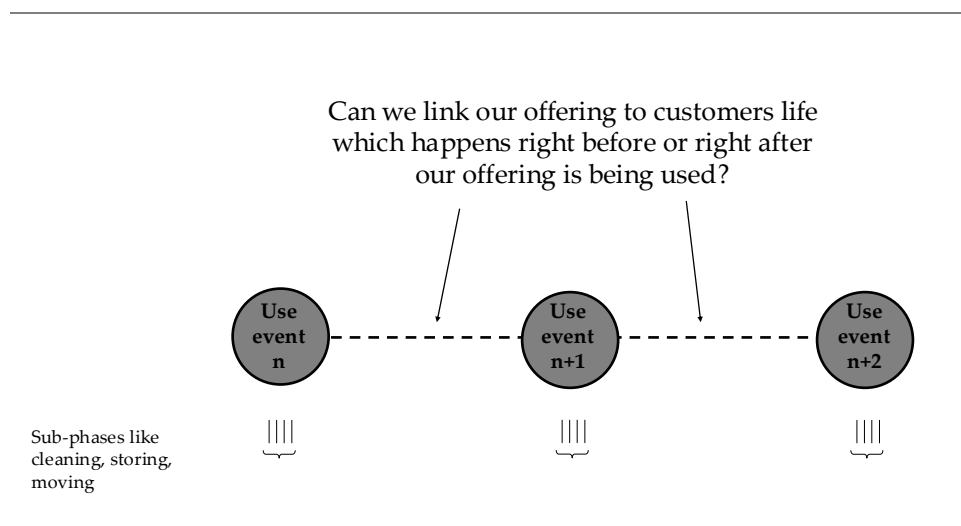 Can we link our offering to customers life
which happens right before or right after
our offering is being used?
Use
event
n
Use
event
n+1
Use
event
n+2
Sub-phases like
cleaning, storing,
moving